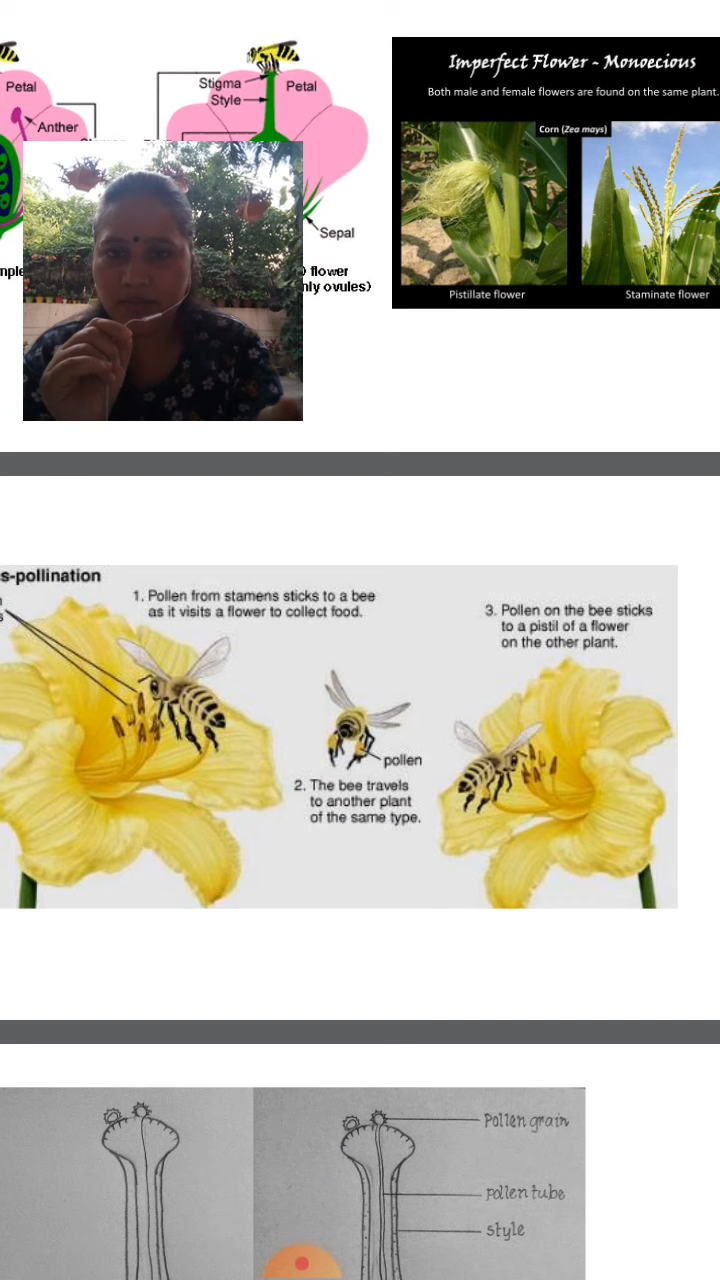 Petal
Anther
Stigma
Style
Petal
Sepal
flower
only ovules)
Imperfect Flower - Monoecious
Both male and female flowers are found on the same plant.
Corn (Zea mays)
Pistillate flower
Staminate flower
s-pollination
1. Pollen from stamens sticks to a bee
as it visits a flower to collect food.
3. Pollen on the bee sticks
to a pistil of a flower
on the other plant.
pollen
2. The bee travels
to another plant
of the same type.
Pollen grain
pollen tube
style